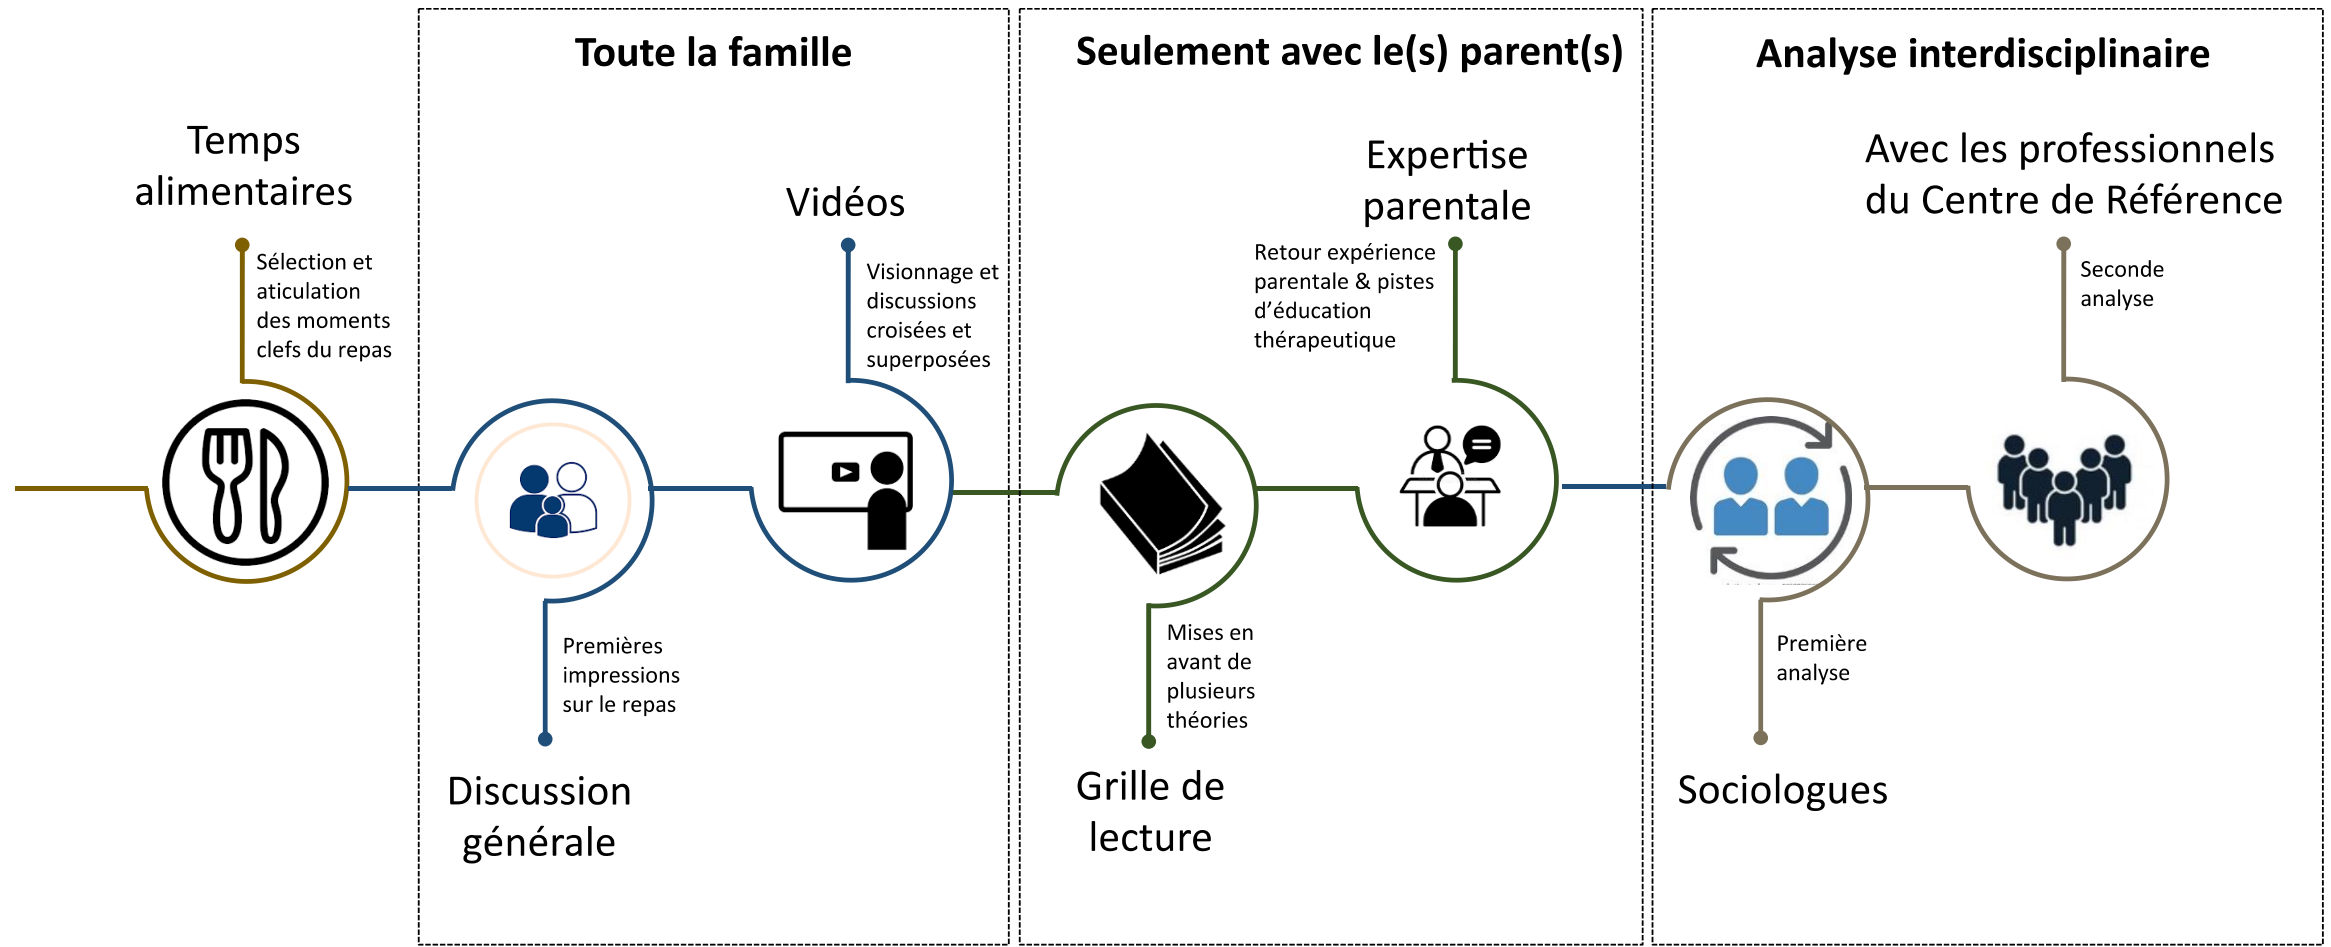 Toute la famille
Seulement avec le(s) parent(s)
Analyse interdisciplinaire
Temps
alimentaires
Sélection et
aticulation
des moments
clefs du repas
Premières
impressions
sur le repas
Discussion
générale
Vidéos
Visionnage et
discussions
croisées et
superposées
Mises en
avant de
plusieurs
théories
Grille de
lecture
Expertise
parentale
Retour expérience
parentale & pistes
d’éducation
thérapeutique
Première
analyse
Sociologues
Avec les professionnels
du Centre de Référence
Seconde
analyse